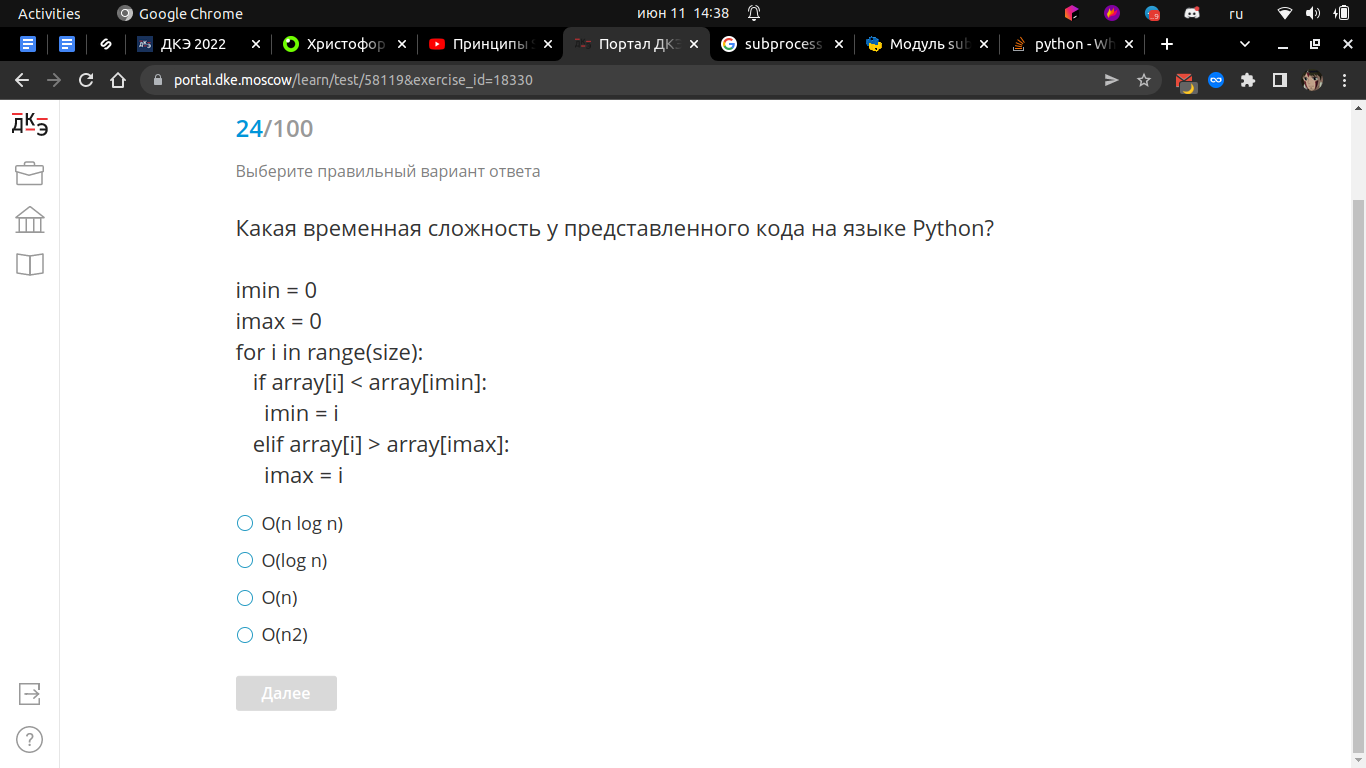 Activities Google Chrome июн 11 14:38 ru
ДКЭ 2022 Христофор Принципы Портал ДКЭ subprocess Модуль sub python - Wh
portal.dke.moscow/learn/test/58119&exercise_id=18330
ДКЭ
24/100
Выберите правильный вариант ответа
Какая временная сложность у представленного кода на языке Python?
imin = 0
imax = 0
for i in range(size):
if array[i] < array[imin]:
imin = i
elif array[i] > array[imax]:
imax = i
O(n log n)
O(log n)
O(n)
O(n2)
Далее